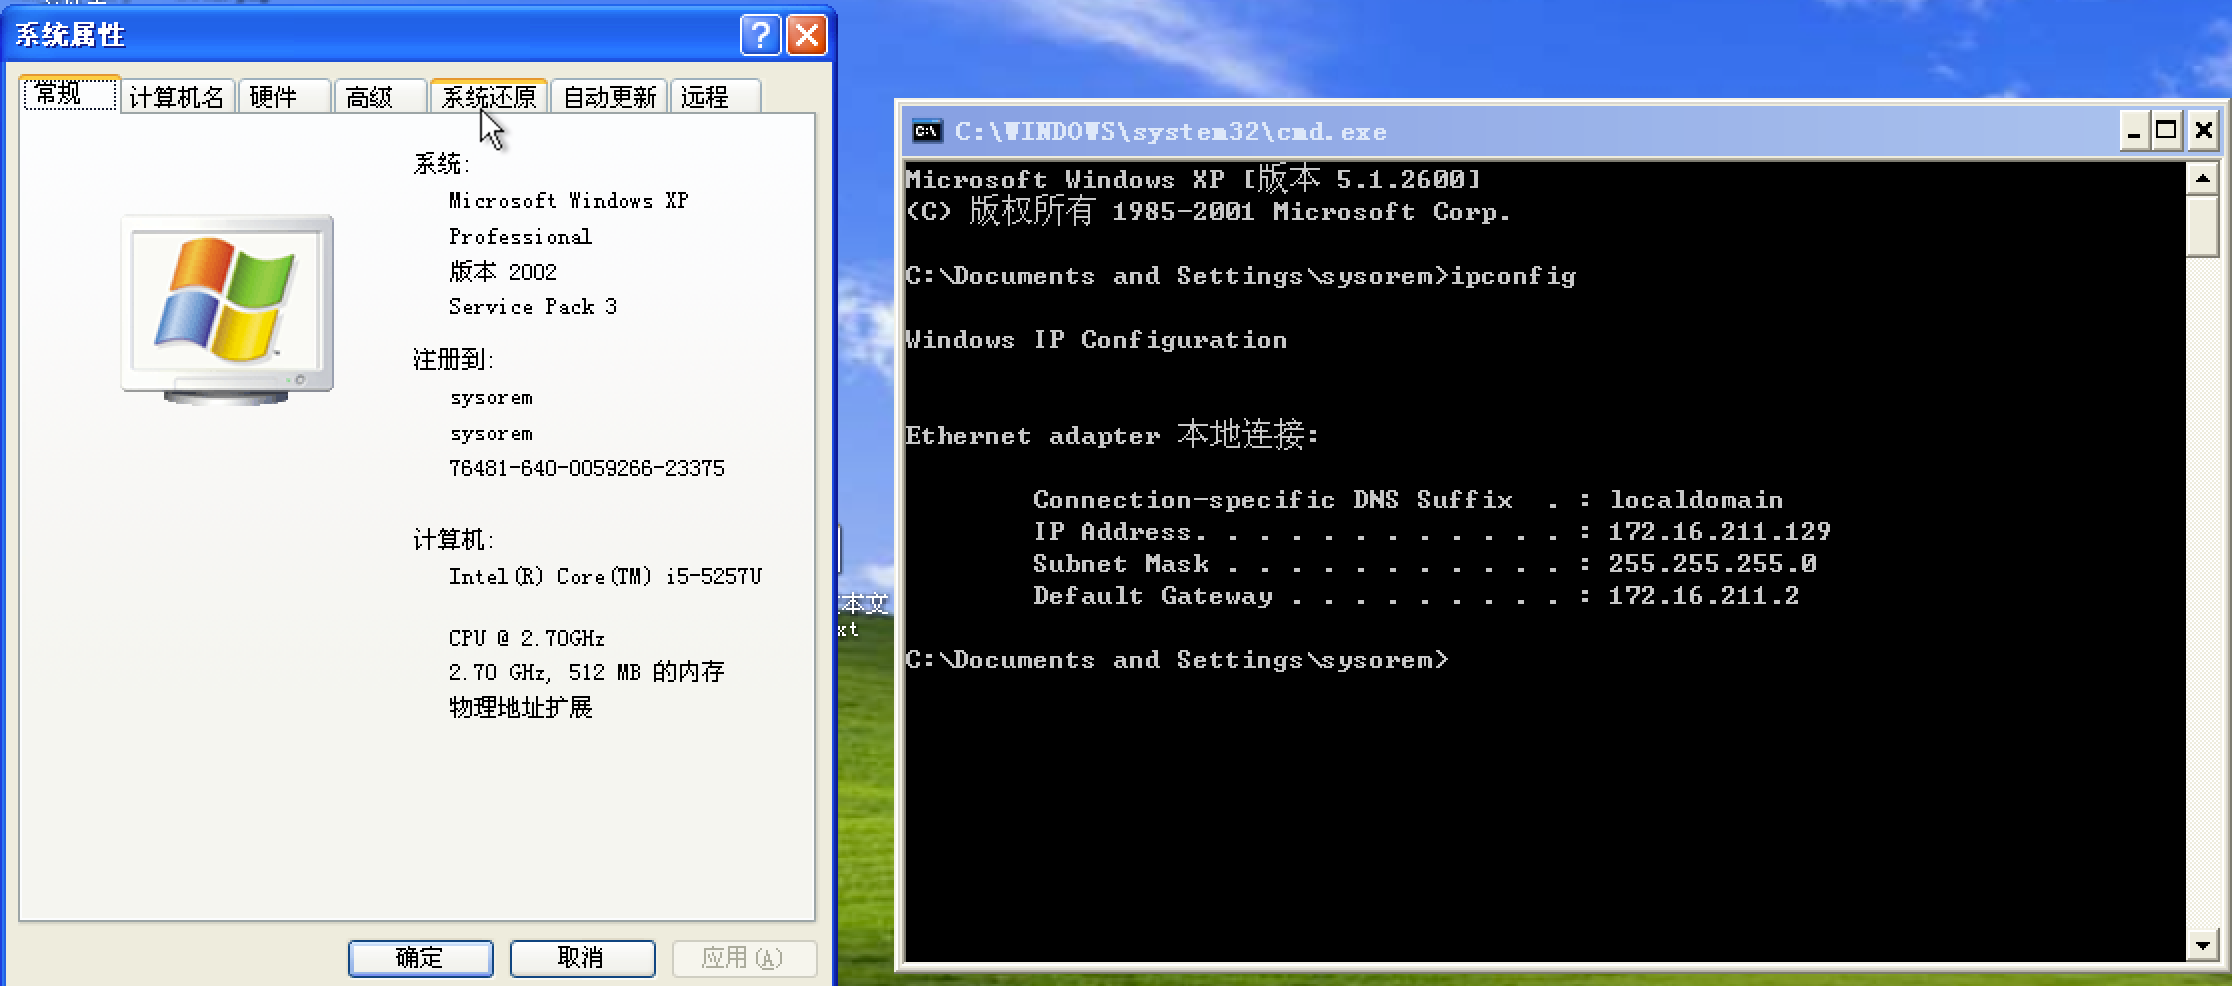 系统属性
常规 计算机名 硬件 高级 系统还原 自动更新 远程
系统:
Microsoft Windows XP
Professional
版本 2002
Service Pack 3
注册到:
sysorem
sysorem
76481-640-0059266-23375
计算机:
Intel(R) Core(TM) i5-5257U
CPU @ 2.70GHz
2.70 GHz, 512 MB 的内存
物理地址扩展
确定 取消 应用(A)
本文
xt
C:\WINDOWS\system32\cmd.exe
Microsoft Windows XP [版本 5.1.2600]
(C) 版权所有 1985-2001 Microsoft Corp.
C:\Documents and Settings\sysorem>ipconfig
Windows IP Configuration
Ethernet adapter 本地连接:
Connection-specific DNS Suffix  . : localdomain
IP Address. . . . . . . . . . . . : 172.16.211.129
Subnet Mask . . . . . . . . . . . : 255.255.255.0
Default Gateway . . . . . . . . . : 172.16.211.2
C:\Documents and Settings\sysorem>